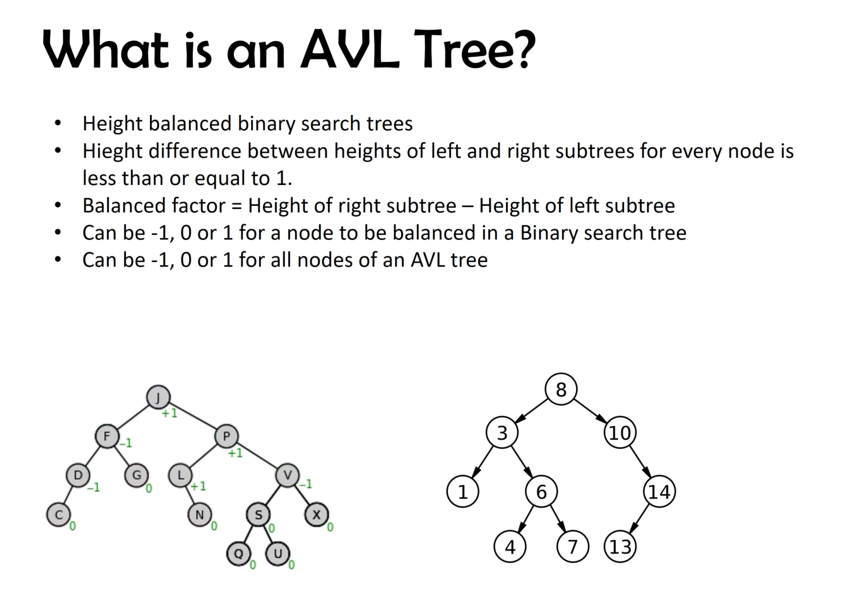 What is an AVL Tree?
• Height balanced binary search trees
• Hieght difference between heights of left and right subtrees for every node is
less than or equal to 1.
• Balanced factor = Height of right subtree – Height of left subtree
• Can be -1, 0 or 1 for a node to be balanced in a Binary search tree
• Can be -1, 0 or 1 for all nodes of an AVL tree
J
+1
F
-1
P
+1
D
-1
G
0
L
+1
V
-1
C
0
N
0
S
0
X
0
Q
0
U
0
8
3
10
1
6
14
4
7
13